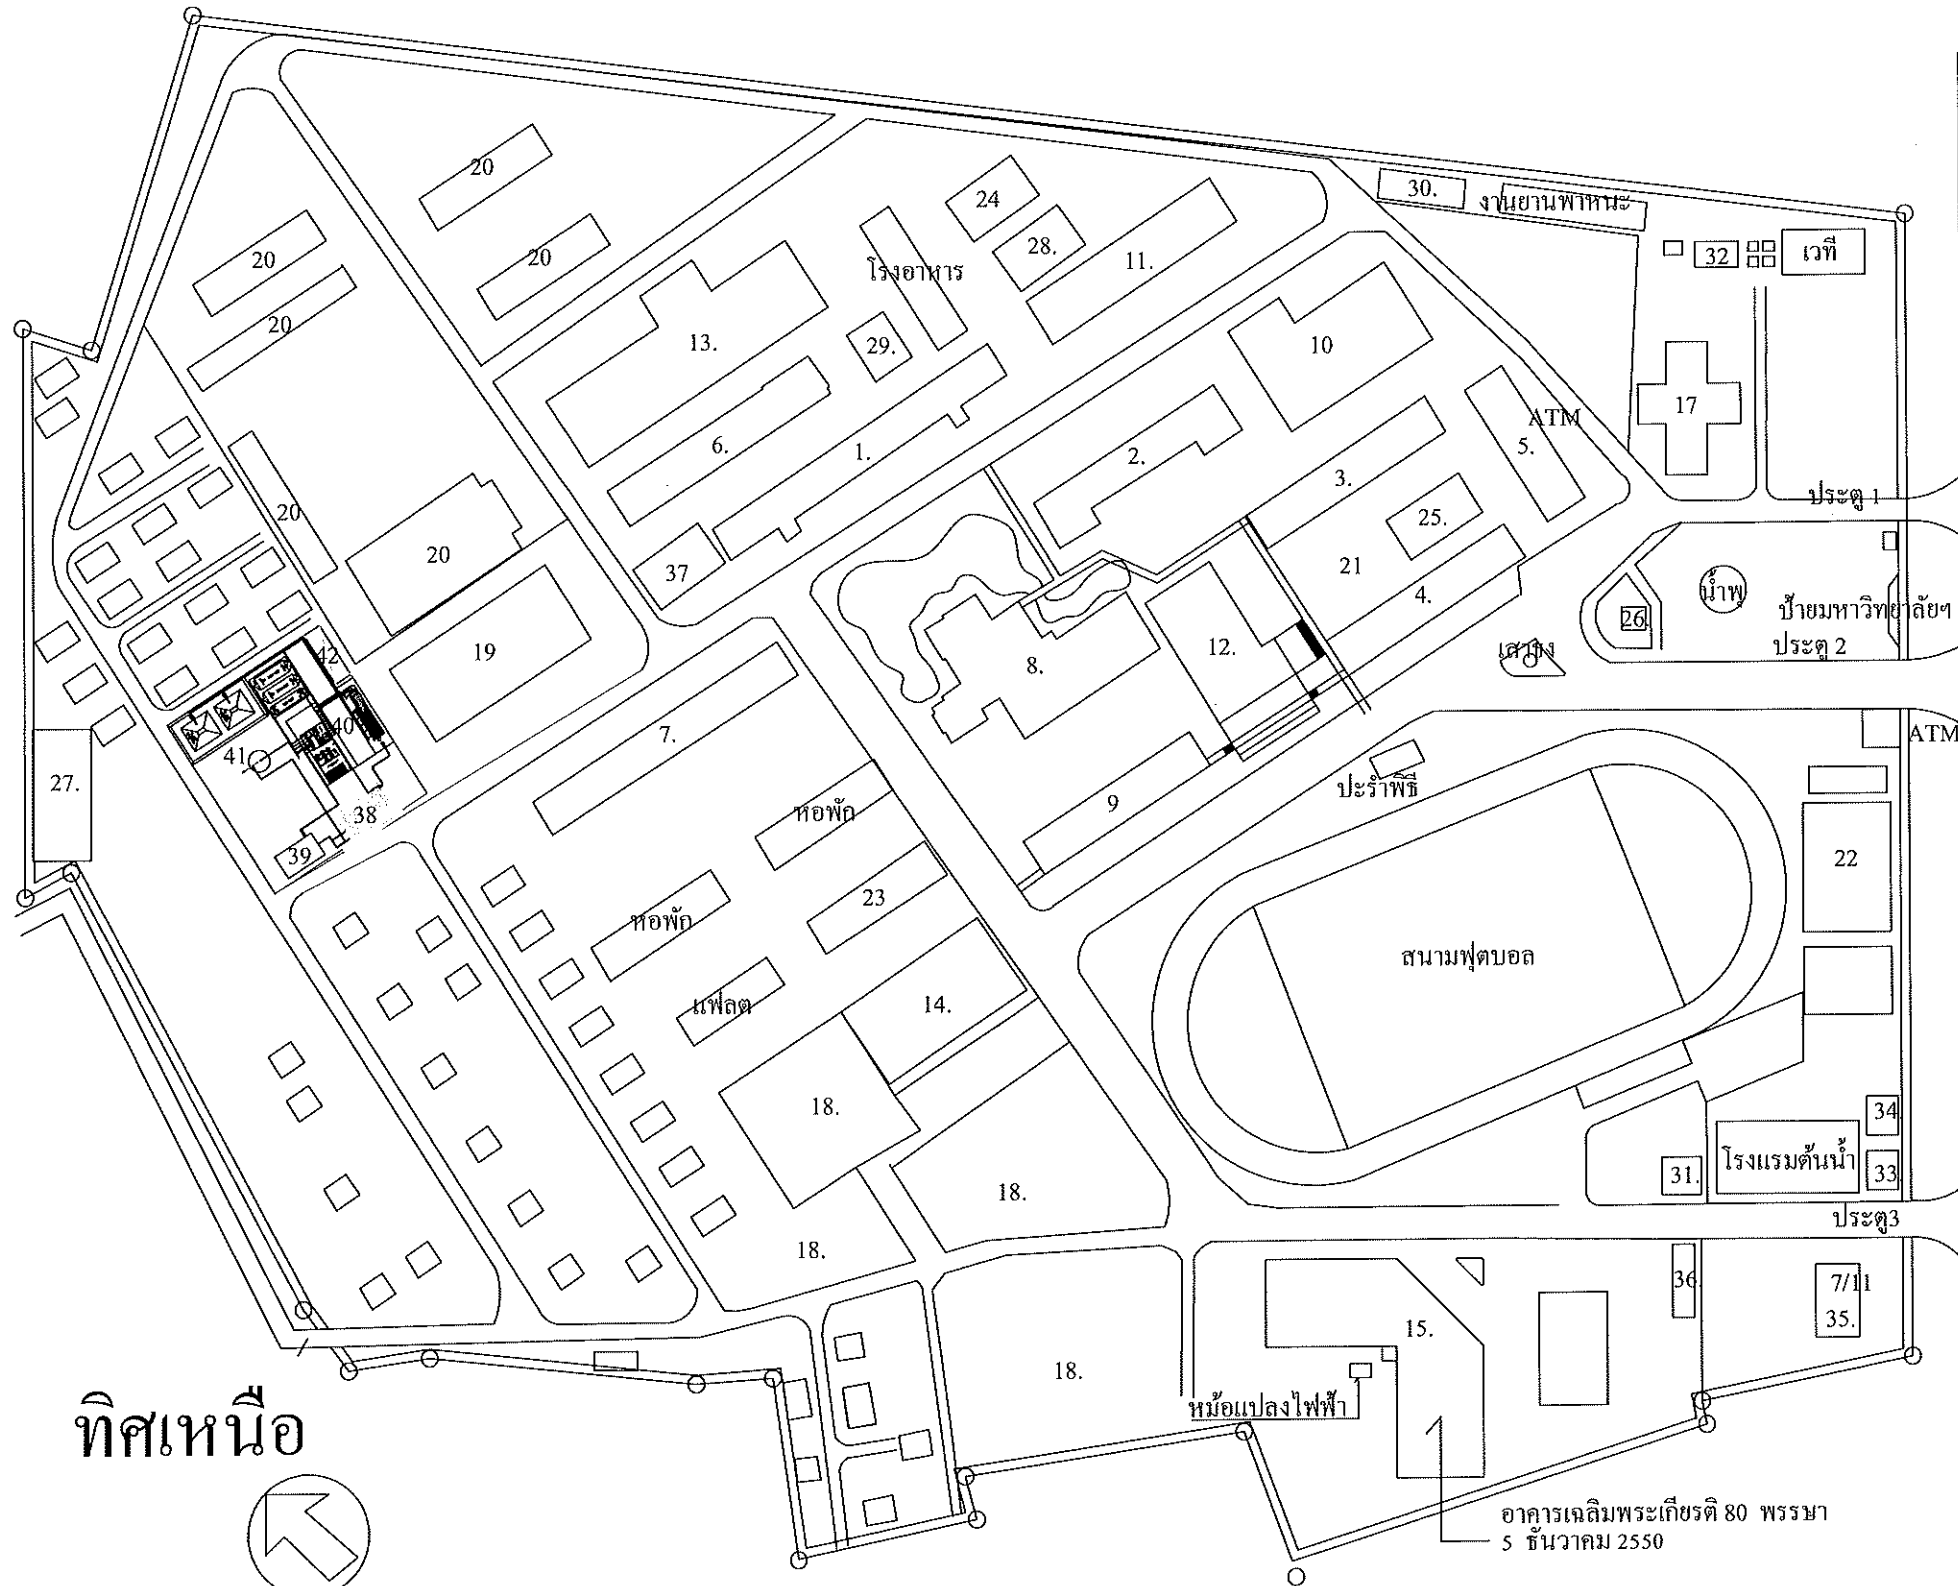 30.
งานยานพาหนะ
20
24
28.
11.
32
เวที
20
20
โรงอาหาร
20
13.
29.
10
17
ATM
6.
1.
2.
3.
5.
ประตู 1
20
20
37
25.
21
4.
น้ำพุ
ป้ายมหาวิทยาลัยฯ
26.
ประตู 2
เสาธง
19
42
8.
12.
40
7.
ATM
41
27.
ปะรำพิธี
38
หอพัก
9
39
22
23
หอพัก
สนามฟุตบอล
แฟลต
14.
18.
34
โรงแรมต้นน้ำ
31.
33
18.
ประตู3
18.
36
7/11
35.
15.
18.
หม้อแปลงไฟฟ้า
ทิศเหนือ
อาคารเฉลิมพระเกียรติ 80 พรรษา
5 ธันวาคม 2550